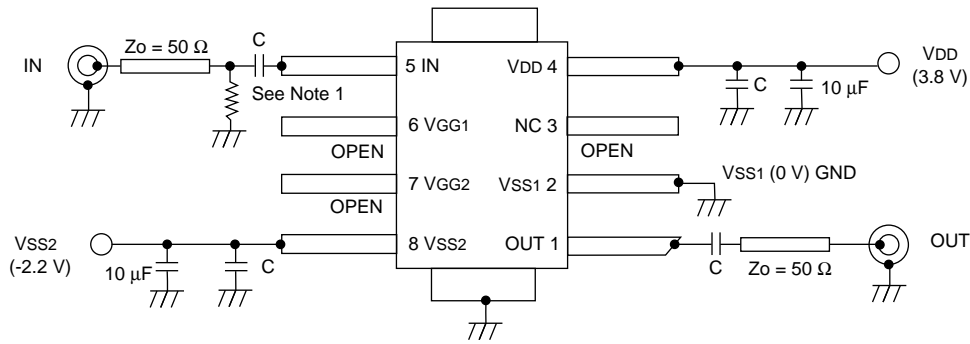 IN
Zo = 50 Ω
C
See Note 1
5 IN
VDD 4
VDD
(3.8 V)
C
10 μF
6 VGG1
OPEN
NC 3
OPEN
7 VGG2
OPEN
VSS1 2
VSS1 (0 V) GND
VSS2
(-2.2 V)
10 μF
C
8 VSS2
OUT 1
C
Zo = 50 Ω
OUT